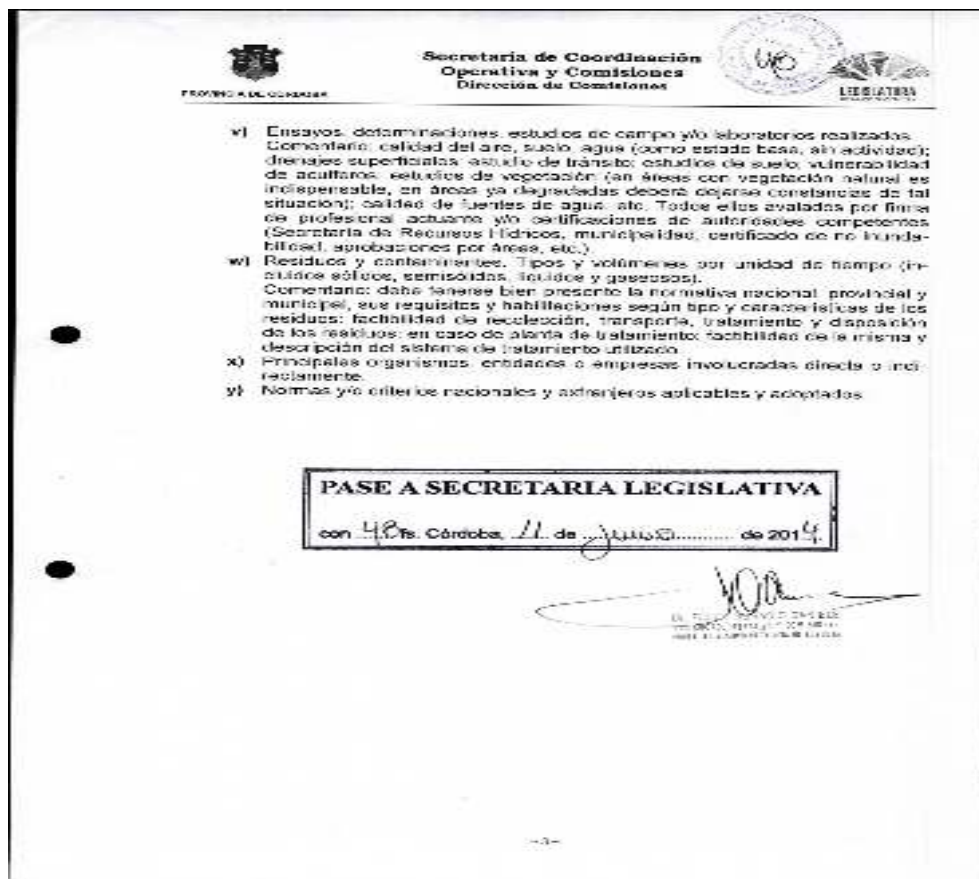 Secretaría de Coordinación
Operativa y Comisiones
Dirección de Comisiones
48
PROVINCIA DE CORDOBA
LEGISLATURA
v) Ensayos, determinaciones, estudios de campo y/o laboratorios realizados.
Comentario: calidad del aire, suelo, agua (como estado base, sin actividad);
drenajes superficiales; estudio de tránsito; estudios de suelo; vulnerabilidad
de acuíferos; estudios de vegetación (en áreas con vegetación natural es
indispensable, en áreas ya degradadas deberá dejarse constancias de tal
situación); calidad de fuentes de agua, etc. Todos ellos avalados por firma
de profesional actuante y/o certificaciones de autoridades competentes
(Secretaría de Recursos Hídricos, municipalidad, certificado de no inunda-
bilidad, aprobaciones por áreas, etc.).
w) Residuos y contaminantes. Tipos y volúmenes por unidad de tiempo (in-
cluidos sólidos, semisólidos, líquidos y gaseosos).
Comentario: debe tenerse bien presente la normativa nacional, provincial y
municipal, sus requisitos y habilitaciones según tipo y características de los
residuos; factibilidad de recolección, transporte, tratamiento y disposición
de los residuos; en caso de planta de tratamiento; factibilidad de la misma y
descripción del sistema de tratamiento utilizado.
x) Principales organismos, entidades o empresas involucradas directa o indi-
rectamente.
y) Normas y/o criterios nacionales y extranjeros aplicables y adoptados.
PASE A SECRETARIA LEGISLATIVA
con 48 fs. Córdoba, 11 de junio de 2014.
-3-